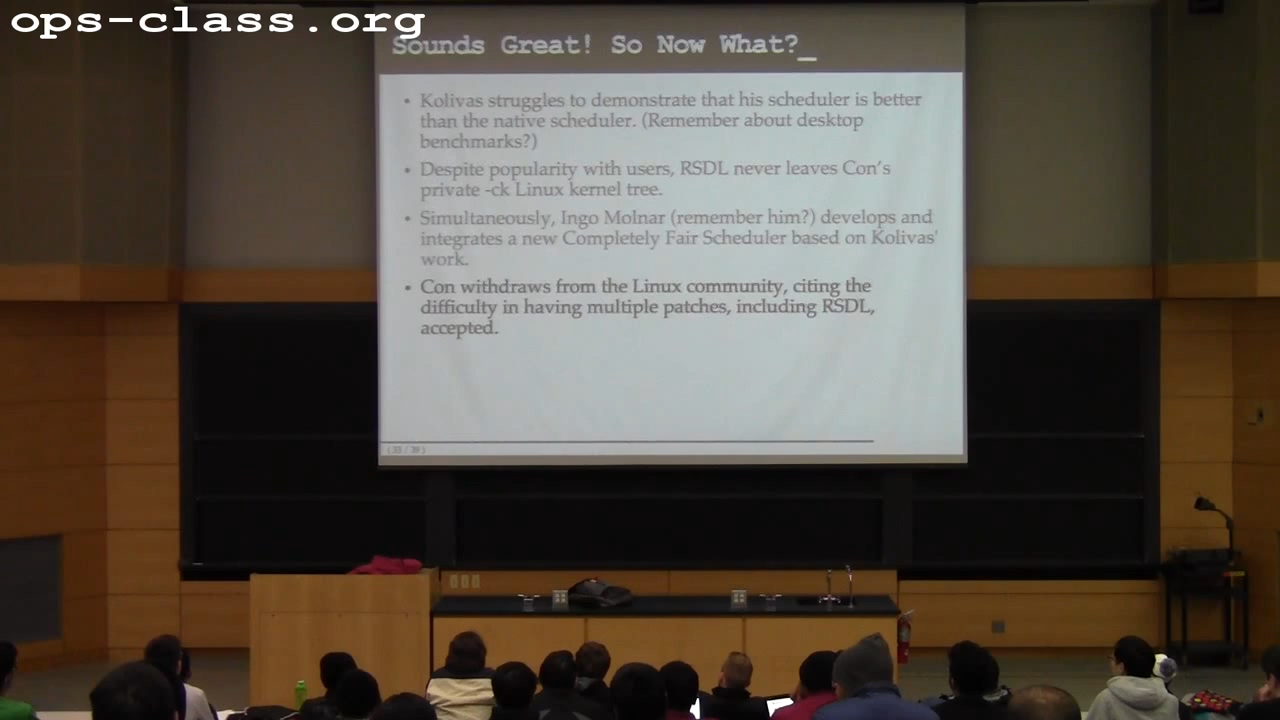 ops-class.org
Sounds Great! So Now What?_
• Kolivas struggles to demonstrate that his scheduler is better
than the native scheduler. (Remember about desktop
benchmarks?)
• Despite popularity with users, RSDL never leaves Con's
private -ck Linux kernel tree.
• Simultaneously, Ingo Molnar (remember him?) develops and
integrates a new Completely Fair Scheduler based on Kolivas'
work.
• Con withdraws from the Linux community, citing the
difficulty in having multiple patches, including RSDL,
accepted.